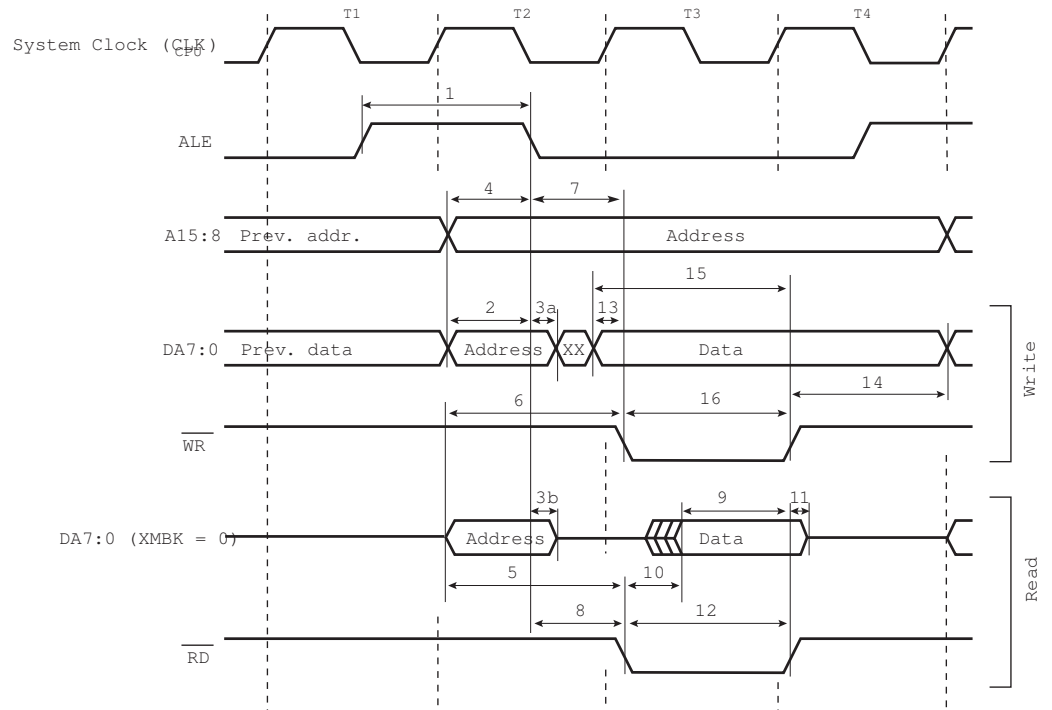 T1 T2 T3 T4
System Clock (CLKCPU)
1
ALE
4 7
A15:8 Prev. addr. Address
15
2 3a 13
DA7:0 Prev. data Address XX Data
14
6 16
WR
Write
3b 9 11
DA7:0 (XMBK = 0) Address Data
5 10
8 12
RD
Read